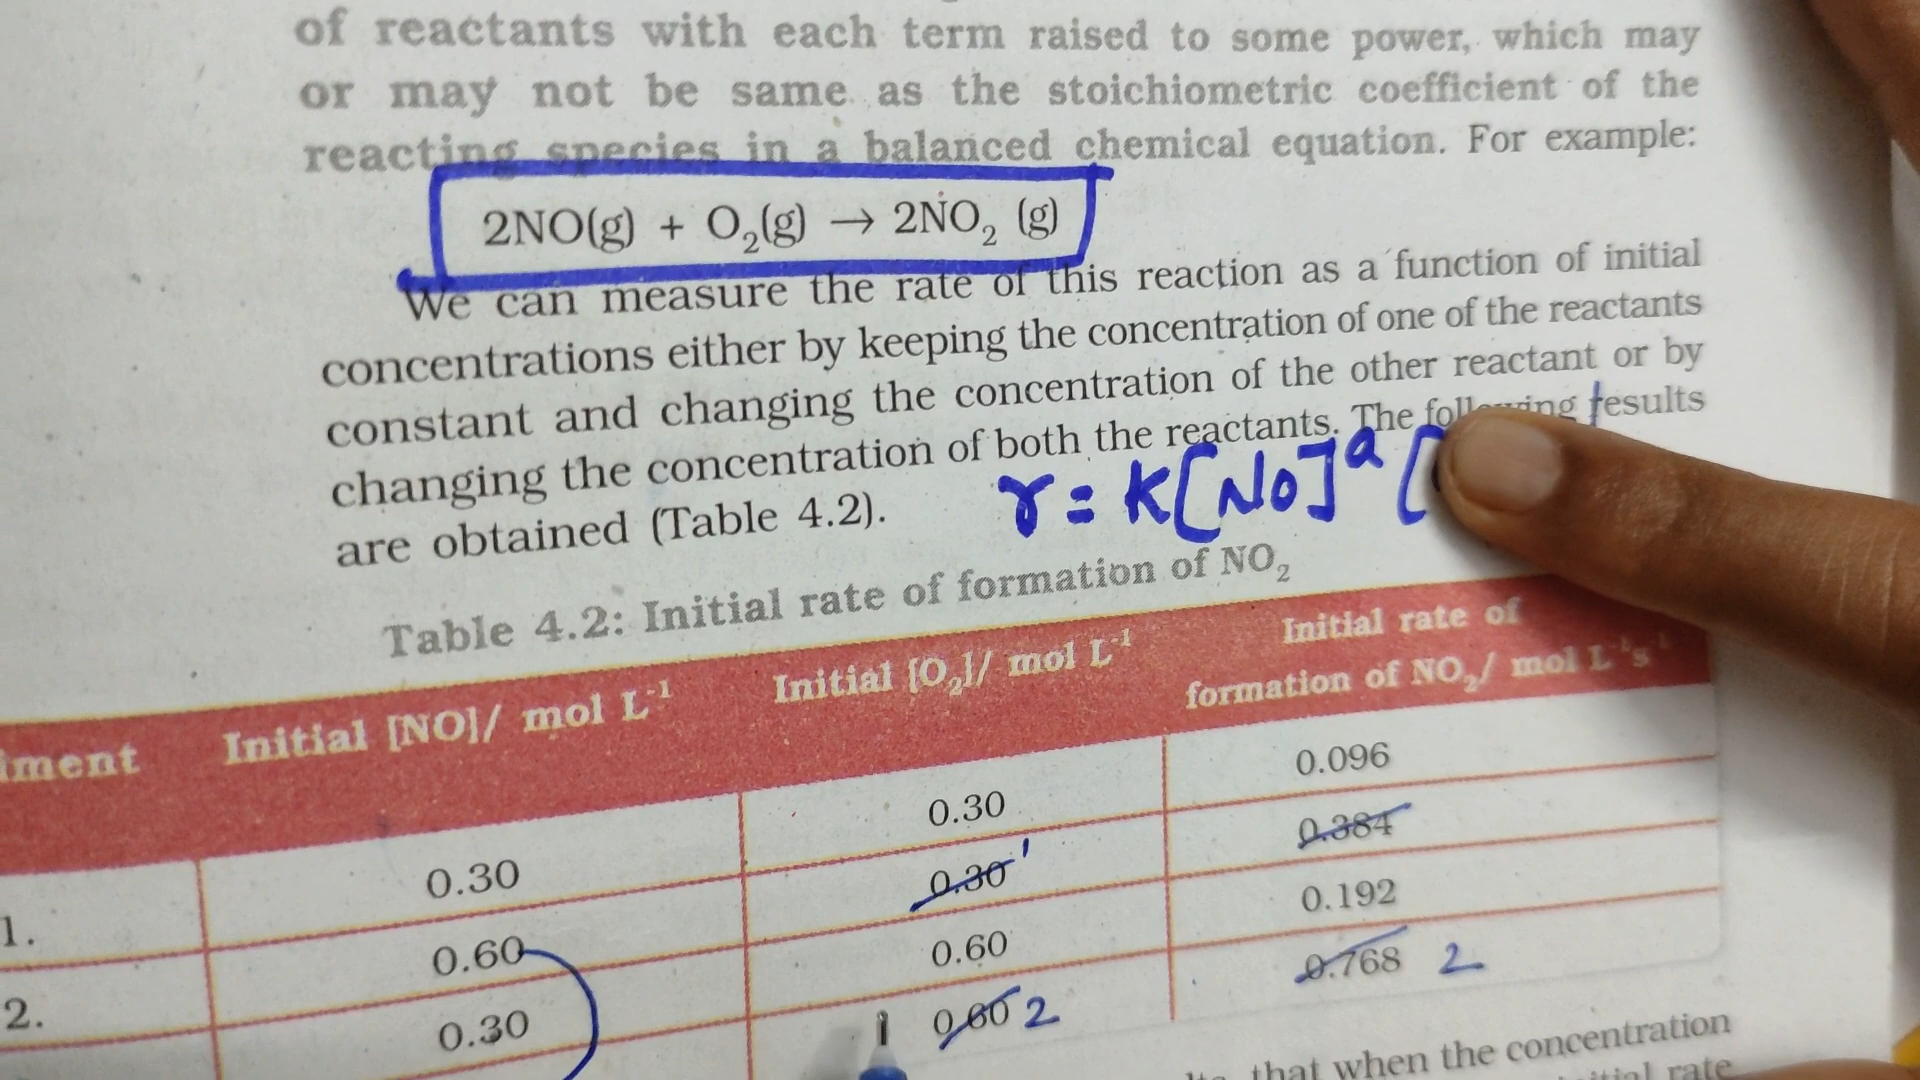 of reactants with each term raised to some power, which may
or may not be same as the stoichiometric coefficient of the
reacting species in a balanced chemical equation. For example:
2NO(g) + O₂(g) → 2NO₂ (g)
We can measure the rate of this reaction as a function of initial
concentrations either by keeping the concentration of one of the reactants
constant and changing the concentration of the other reactant or by
changing the concentration of both the reactants. The following results
are obtained (Table 4.2).
r = K[NO]ᵃ [
Table 4.2: Initial rate of formation of NO₂
iment Initial [NO]/ mol L⁻¹ Initial [O₂]/ mol L⁻¹ Initial rate of formation of NO₂/ mol L⁻¹s⁻¹
1. 0.30 0.30 0.096
2. 0.60 0.30 1 0.384
0.30 0.60 0.192
0.60 2 0.768 2
that when the concentration
rate